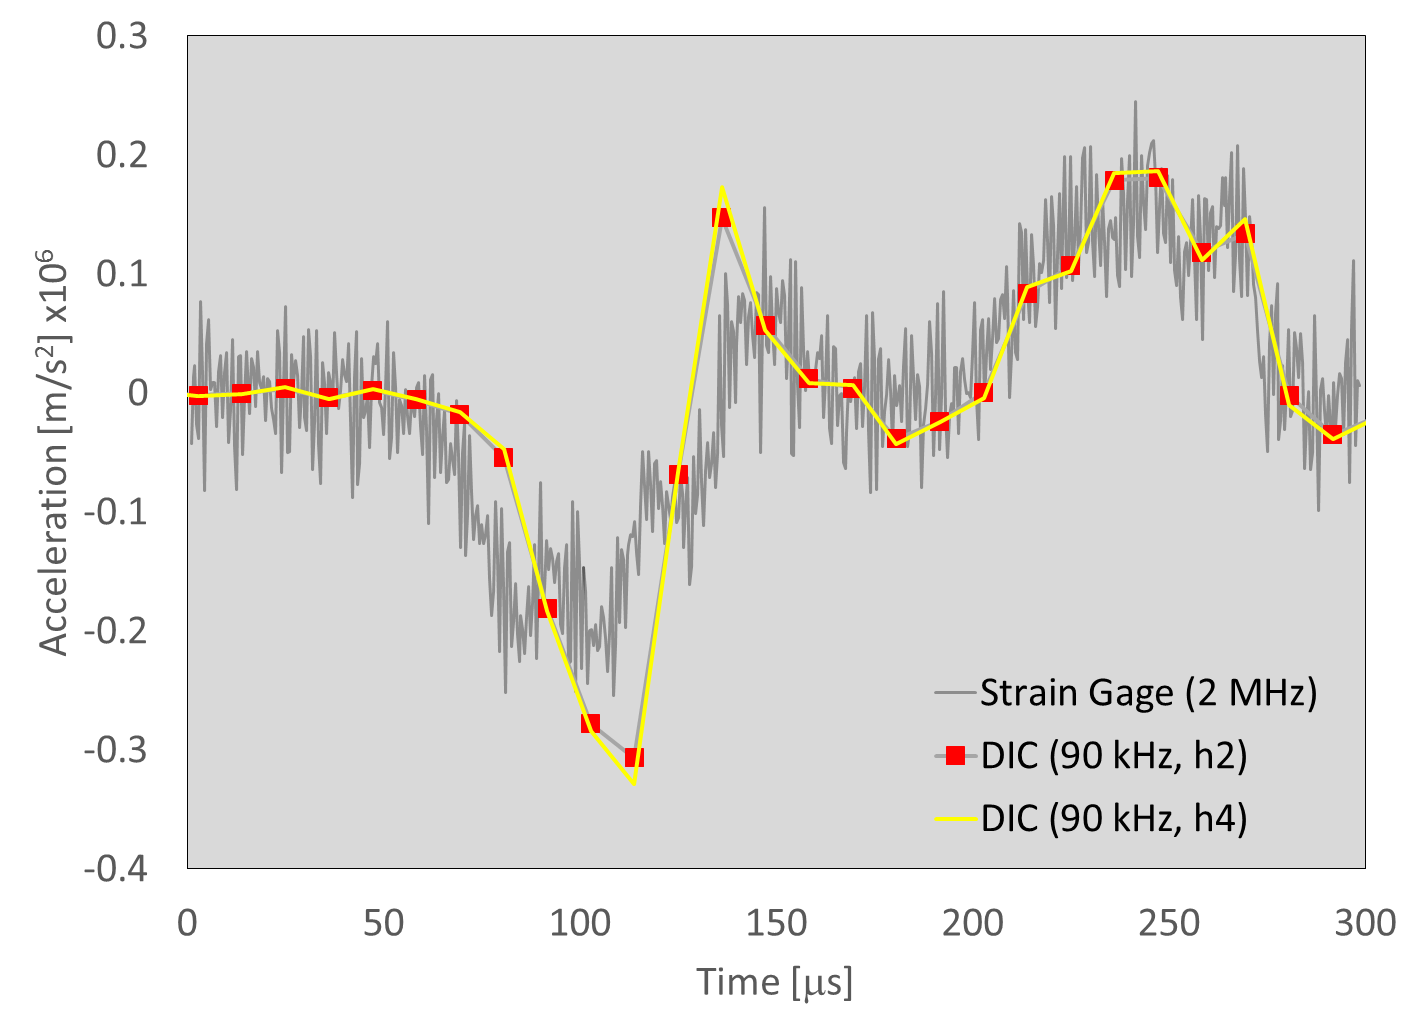 0.3
0.2
0.1
0
-0.1
-0.2
-0.3
-0.4
Acceleration [m/s²] x10⁶
Strain Gage (2 MHz)
DIC (90 kHz, h2)
DIC (90 kHz, h4)
0 50 100 150 200 250 300
Time [μs]